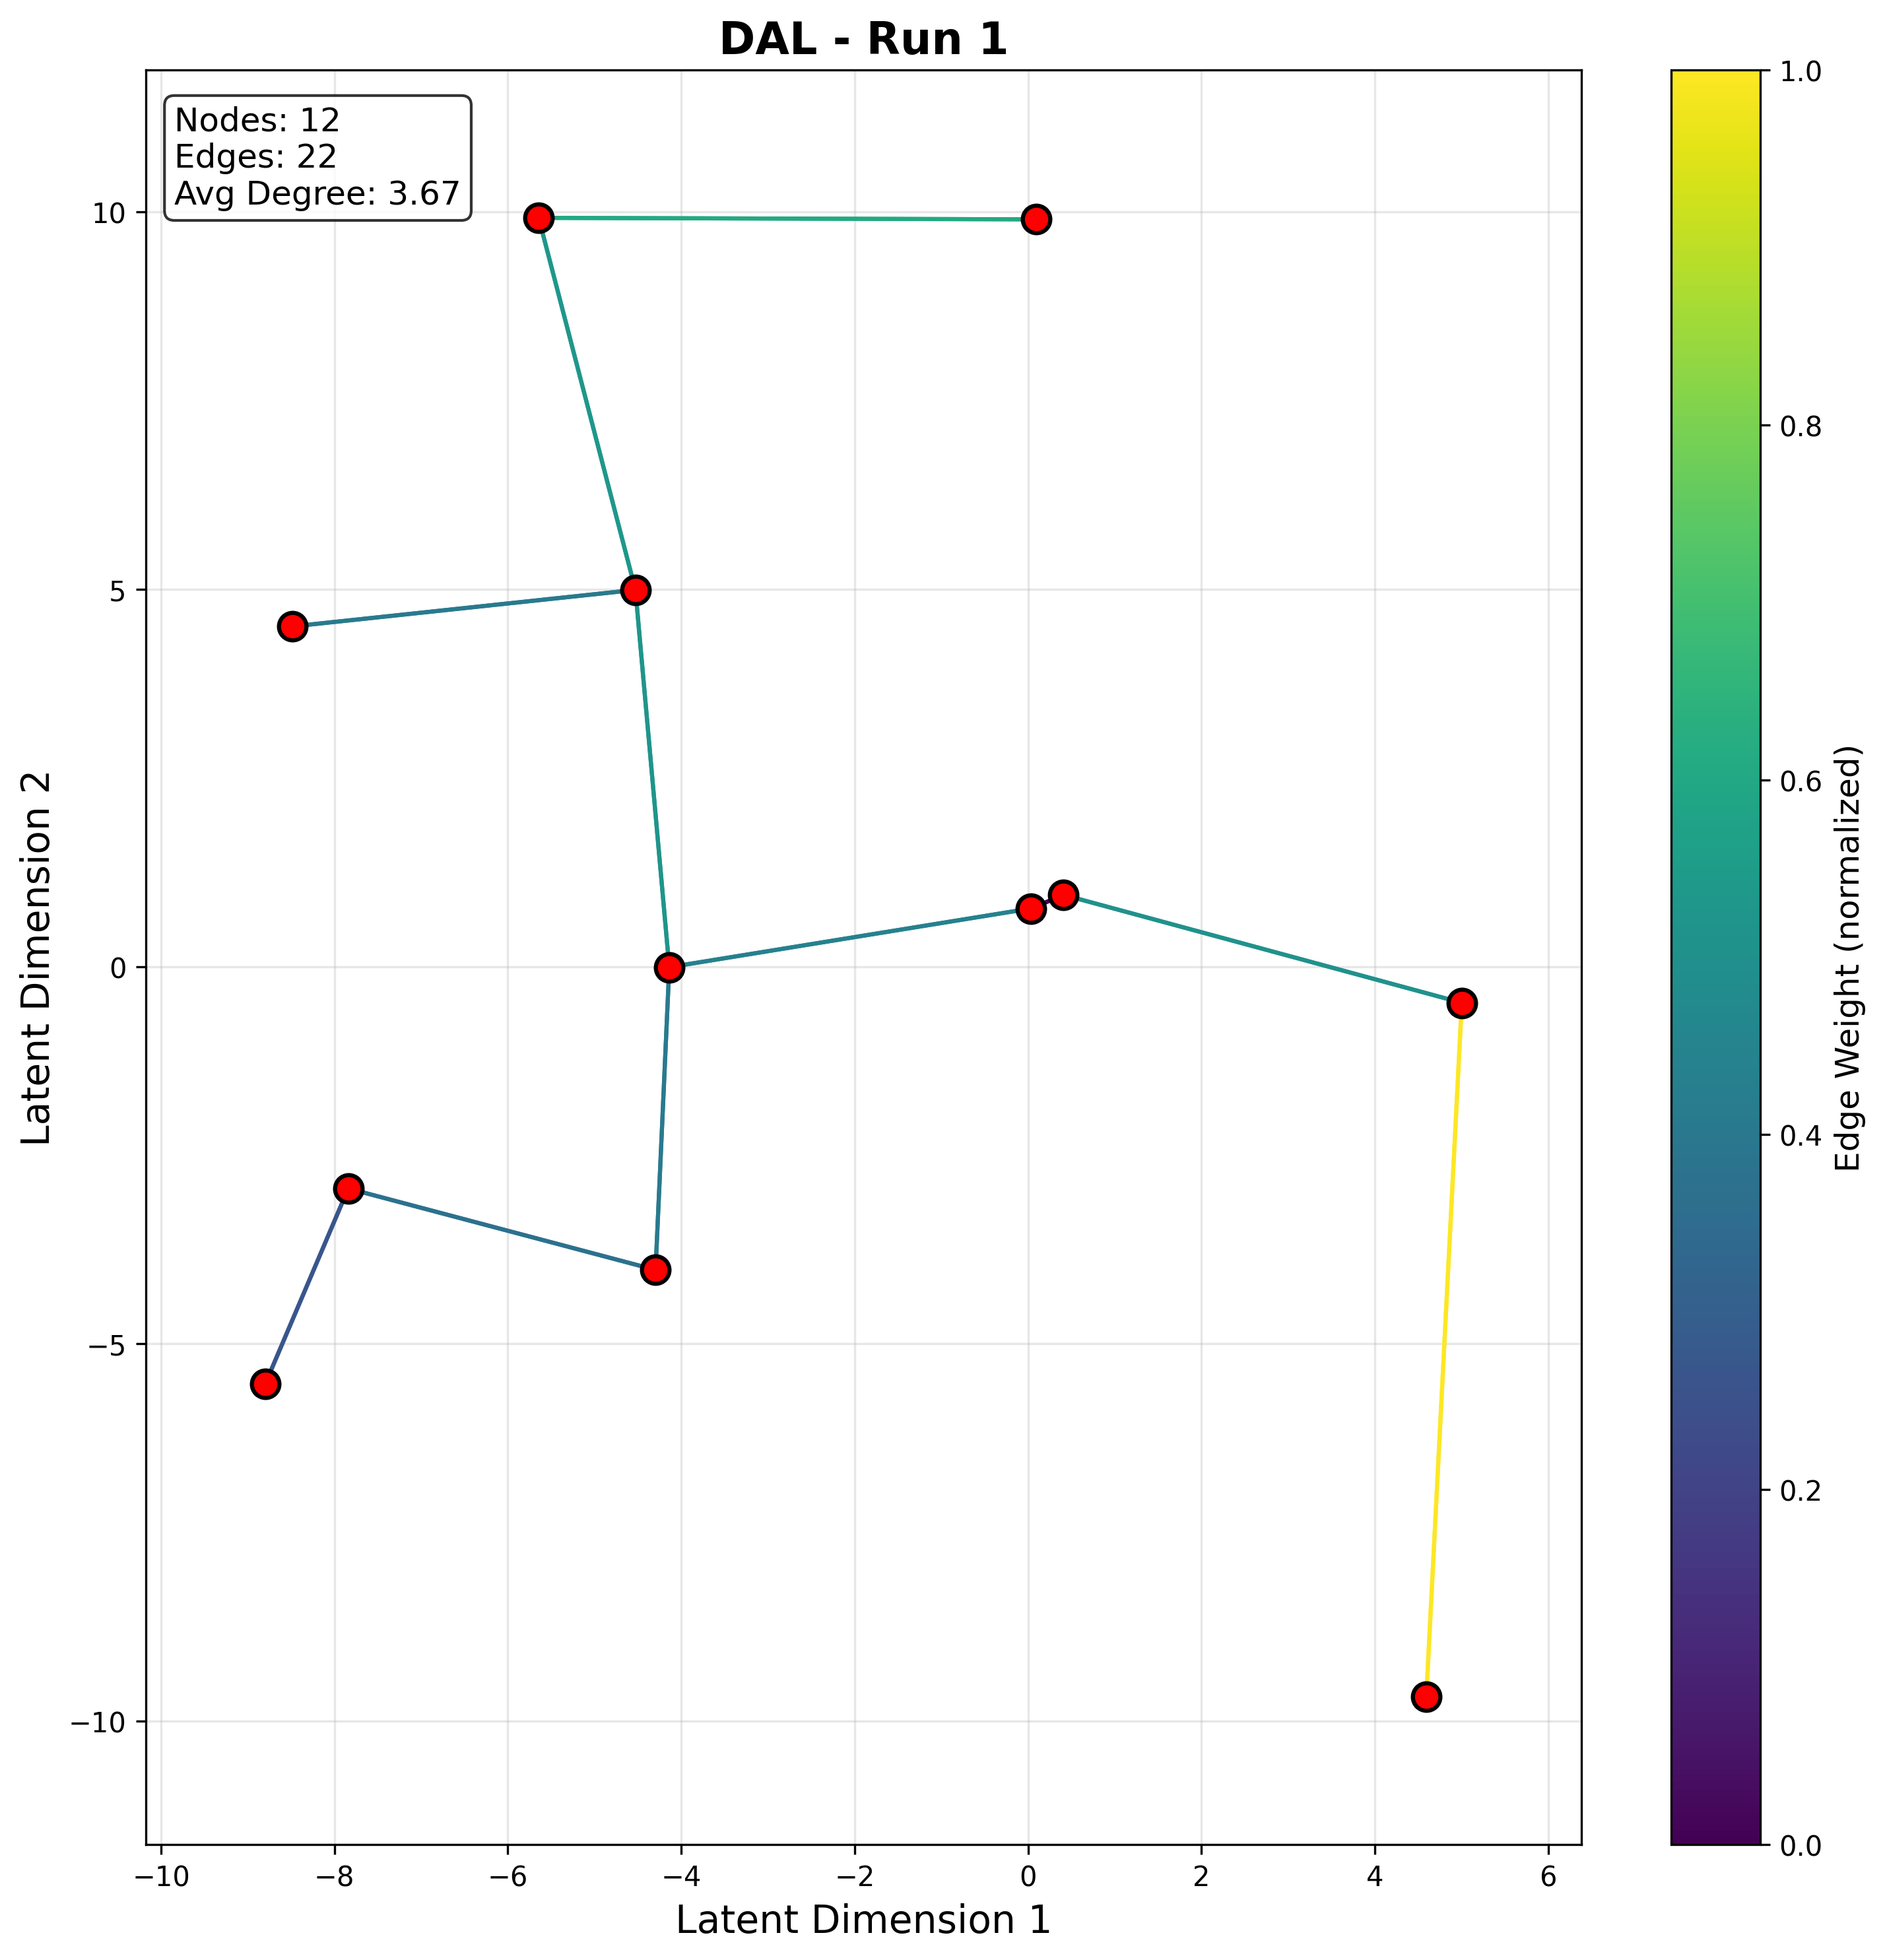 DAL - Run 1
Nodes: 12
Edges: 22
Avg Degree: 3.67
10
5
0
−5
−10
Latent Dimension 2
−10 −8 −6 −4 −2 0 2 4 6
Latent Dimension 1
1.0
0.8
0.6
0.4
0.2
0.0
Edge Weight (normalized)